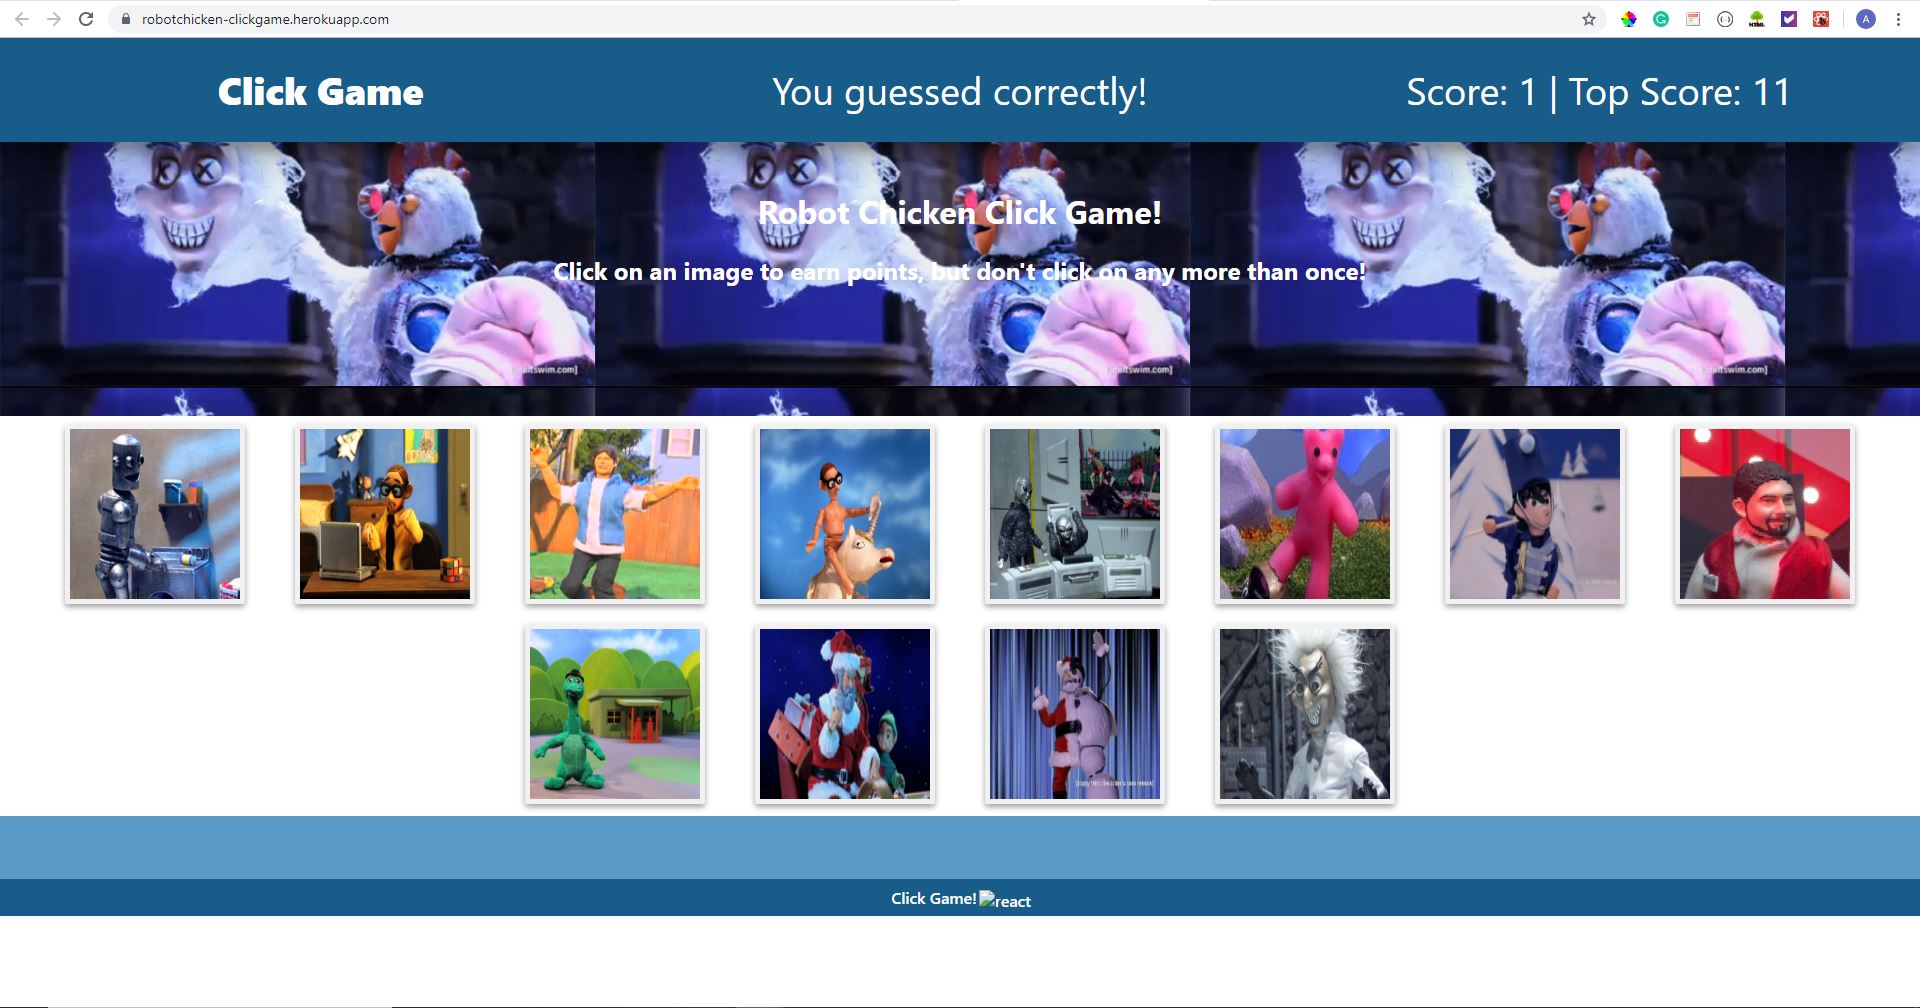 robotchicken-clickgame.herokuapp.com
A
Click Game
You guessed correctly!
Score: 1 | Top Score: 11
Robot Chicken Click Game!
Click on an image to earn points, but don't click on any more than once!
[adultswim.com]
[adultswim.com]
[adultswim.com]
Click Game!
react